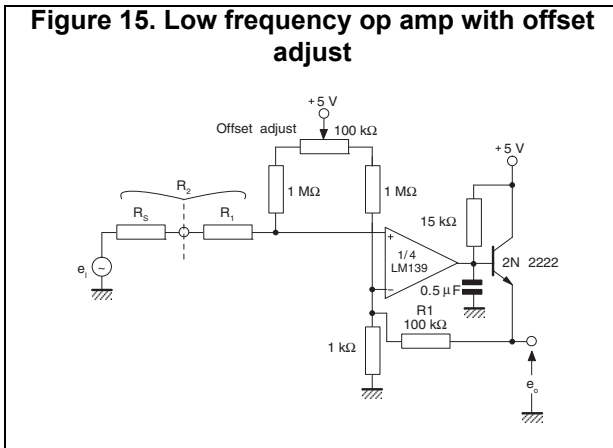 Figure 15. Low frequency op amp with offset
adjust
+5 V
Offset adjust
100 kΩ
+5 V
R2
1 MΩ
1 MΩ
RS
R1
15 kΩ
+
1/4
LM139
2N 2222
eI
~
0.5 µF
−
R1
100 kΩ
1 kΩ
eo